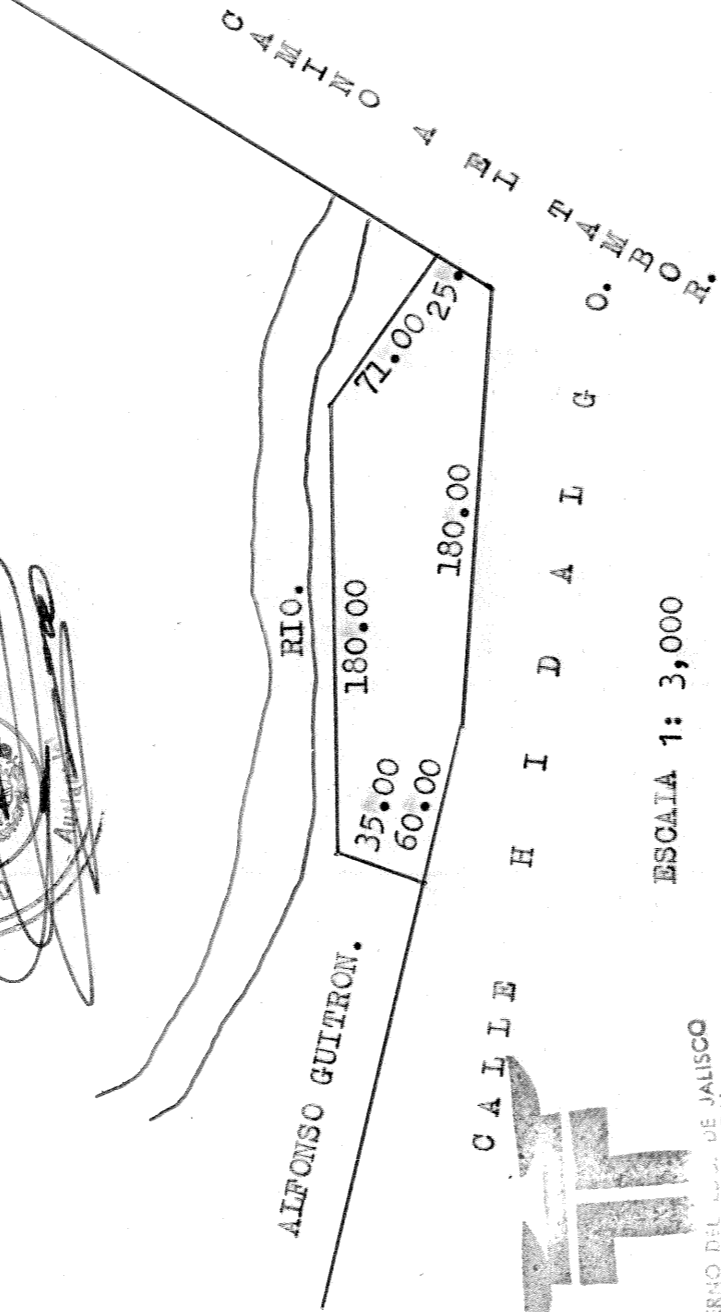 CAMINO A EL TAMBOR.
RIO.
71.00
25.
180.00
180.00
35.00
60.00
ALFONSO GUITRON.
CALLE HIDALGO.
ESCALA 1: 3,000
DE JALISCO